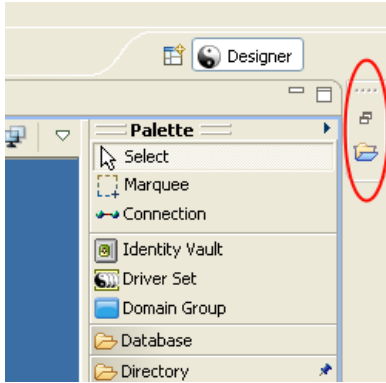 Designer
Palette
Select
Marquee
Connection
Identity Vault
Driver Set
Domain Group
Database
Directory